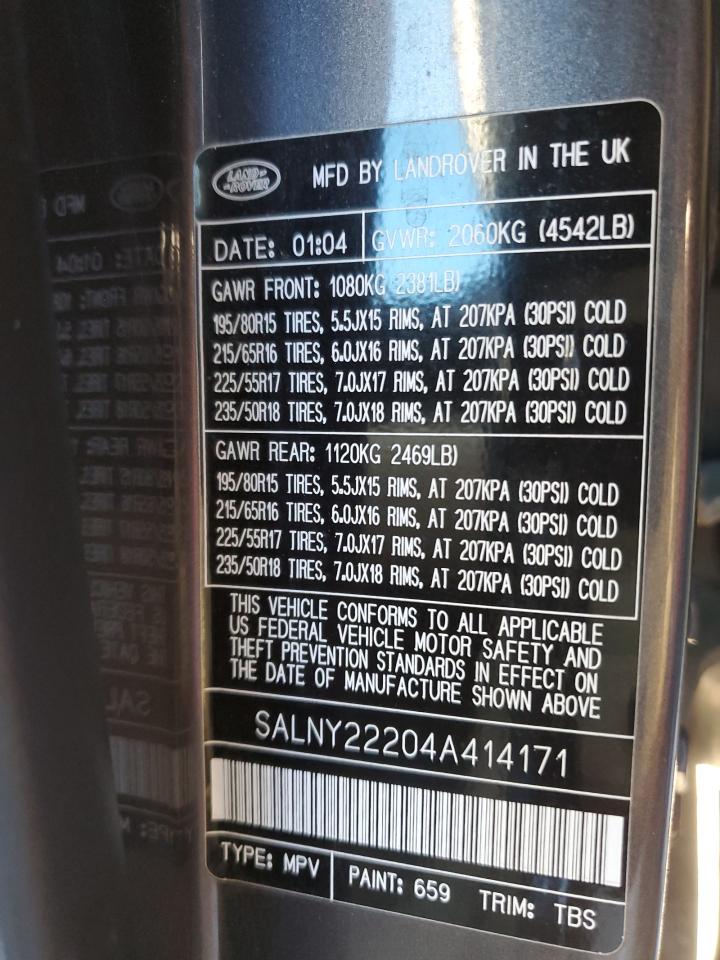 LAND-
-ROVER
MFD BY LANDROVER IN THE UK
DATE: 01:04
GVWR: 2060KG (4542LB)
GAWR FRONT: 1080KG 2381LB)
195/80R15 TIRES, 5.5JX15 RIMS, AT 207KPA (30PSI) COLD
215/65R16 TIRES, 6.0JX16 RIMS, AT 207KPA (30PSI) COLD
225/55R17 TIRES, 7.0JX17 RIMS, AT 207KPA (30PSI) COLD
235/50R18 TIRES, 7.0JX18 RIMS, AT 207KPA (30PSI) COLD
GAWR REAR: 1120KG 2469LB)
195/80R15 TIRES, 5.5JX15 RIMS, AT 207KPA (30PSI) COLD
215/65R16 TIRES, 6.0JX16 RIMS, AT 207KPA (30PSI) COLD
225/55R17 TIRES, 7.0JX17 RIMS, AT 207KPA (30PSI) COLD
235/50R18 TIRES, 7.0JX18 RIMS, AT 207KPA (30PSI) COLD
THIS VEHICLE CONFORMS TO ALL APPLICABLE
US FEDERAL VEHICLE MOTOR SAFETY AND
THEFT PREVENTION STANDARDS IN EFFECT ON
THE DATE OF MANUFACTURE SHOWN ABOVE
SALNY22204A414171
TYPE: MPV
PAINT: 659
TRIM: TBS